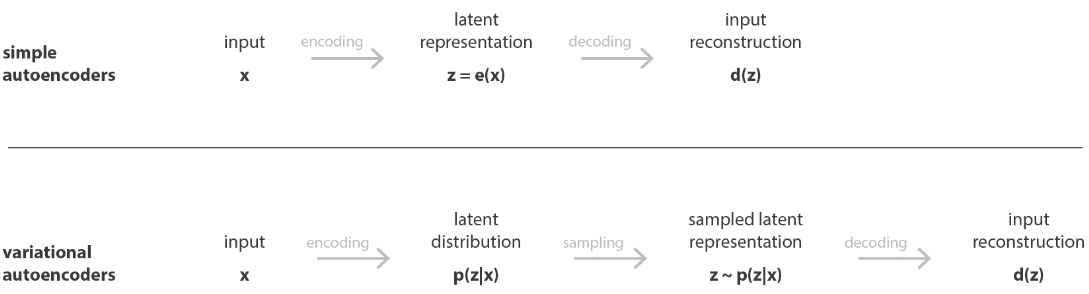 simple
autoencoders
input
x
encoding
latent
representation
z = e(x)
decoding
input
reconstruction
d(z)
variational
autoencoders
input
x
encoding
latent
distribution
p(z|x)
sampling
sampled latent
representation
z ~ p(z|x)
decoding
input
reconstruction
d(z)